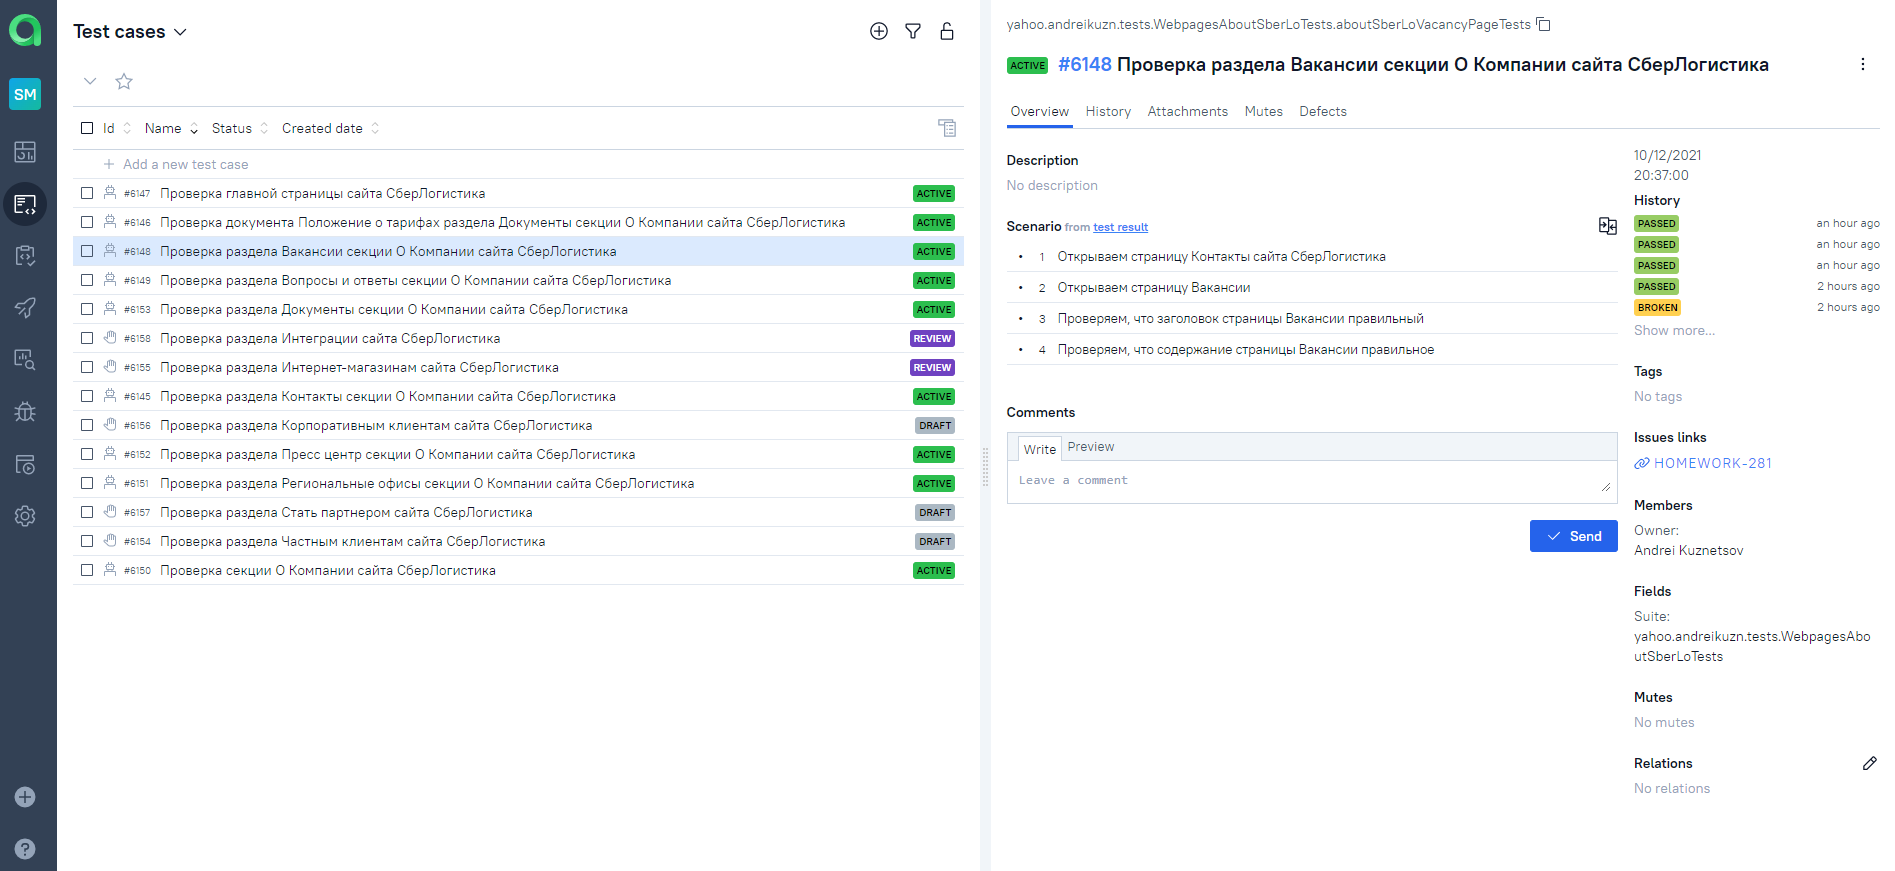 SM
Test cases
Id Name Status Created date
Add a new test case
#6147 Проверка главной страницы сайта СберЛогистика ACTIVE
#6146 Проверка документа Положение о тарифах раздела Документы секции О Компании сайта СберЛогистика ACTIVE
#6148 Проверка раздела Вакансии секции О Компании сайта СберЛогистика ACTIVE
#6149 Проверка раздела Вопросы и ответы секции О Компании сайта СберЛогистика ACTIVE
#6153 Проверка раздела Документы секции О Компании сайта СберЛогистика ACTIVE
#6158 Проверка раздела Интеграции сайта СберЛогистика REVIEW
#6155 Проверка раздела Интернет-магазинам сайта СберЛогистика REVIEW
#6145 Проверка раздела Контакты секции О Компании сайта СберЛогистика ACTIVE
#6156 Проверка раздела Корпоративным клиентам сайта СберЛогистика DRAFT
#6152 Проверка раздела Пресс центр секции О Компании сайта СберЛогистика ACTIVE
#6151 Проверка раздела Региональные офисы секции О Компании сайта СберЛогистика ACTIVE
#6157 Проверка раздела Стать партнером сайта СберЛогистика DRAFT
#6154 Проверка раздела Частным клиентам сайта СберЛогистика DRAFT
#6150 Проверка секции О Компании сайта СберЛогистика ACTIVE
yahoo.andreikuzn.tests.WebpagesAboutSberLoTests.aboutSberLoVacancyPageTests
ACTIVE #6148 Проверка раздела Вакансии секции О Компании сайта СберЛогистика
Overview History Attachments Mutes Defects
Description
No description
Scenario from test result
• 1 Открываем страницу Контакты сайта СберЛогистика
• 2 Открываем страницу Вакансии
• 3 Проверяем, что заголовок страницы Вакансии правильный
• 4 Проверяем, что содержание страницы Вакансии правильное
Comments
Write Preview
Leave a comment
Send
10/12/2021
20:37:00
History
PASSED an hour ago
PASSED an hour ago
PASSED an hour ago
PASSED 2 hours ago
BROKEN 2 hours ago
Show more...
Tags
No tags
Issues links
HOMEWORK-281
Members
Owner:
Andrei Kuznetsov
Fields
Suite:
yahoo.andreikuzn.tests.WebpagesAbo
utSberLoTests
Mutes
No mutes
Relations
No relations